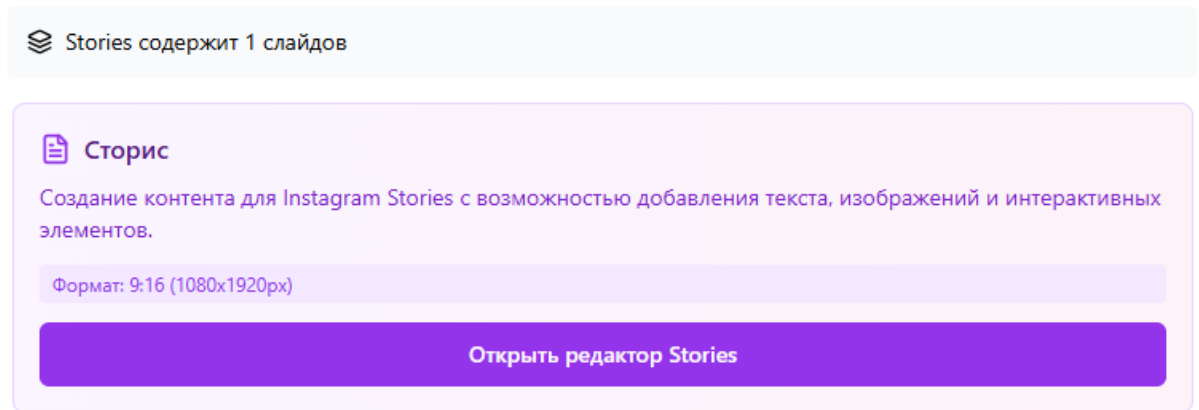 Stories содержит 1 слайдов
Сторис
Создание контента для Instagram Stories с возможностью добавления текста, изображений и интерактивных
элементов.
Формат: 9:16 (1080x1920px)
Открыть редактор Stories